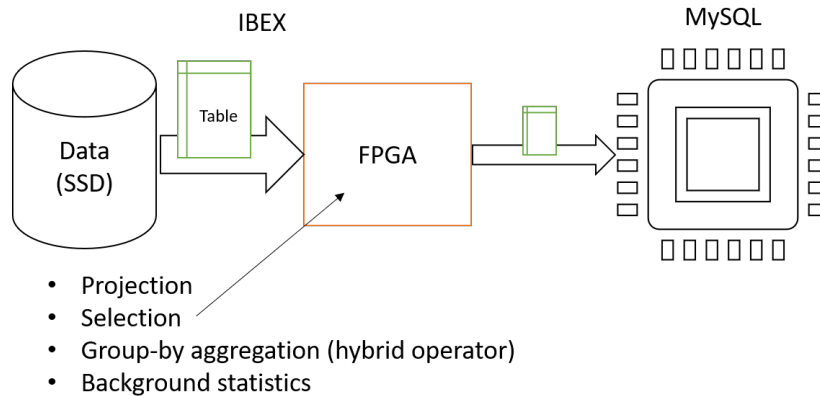 IBEX
MySQL
Table
Data
(SSD)
FPGA
• Projection
• Selection
• Group-by aggregation (hybrid operator)
• Background statistics